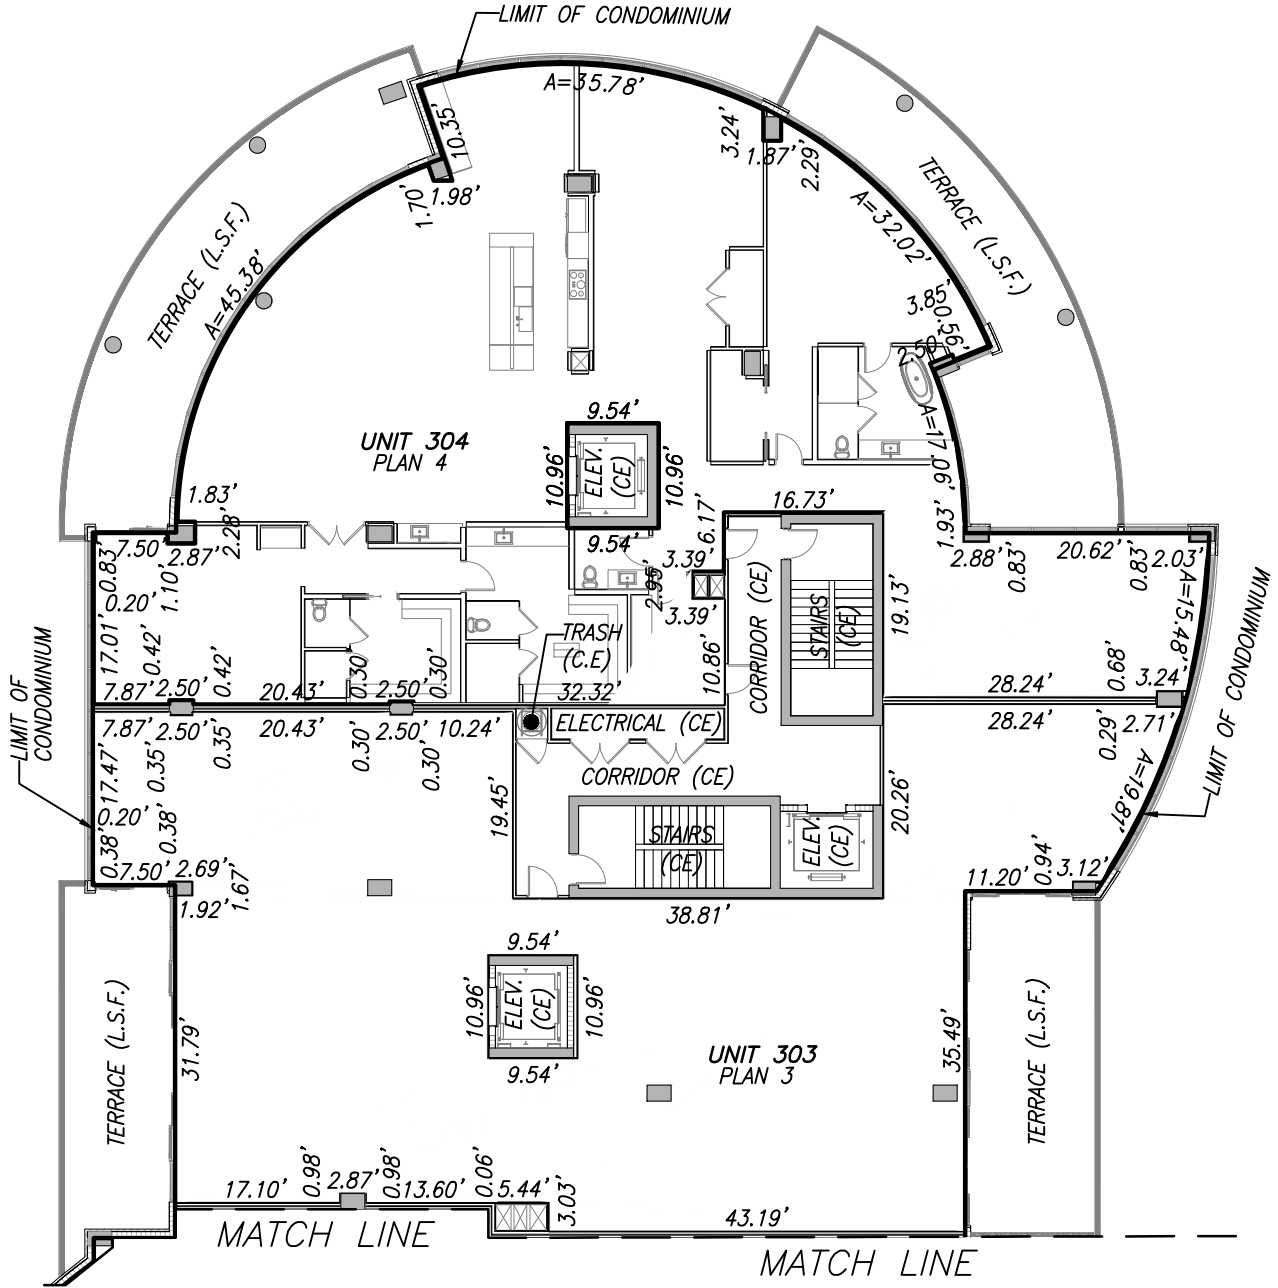 LIMIT OF CONDOMINIUM
A=35.78'
10.35'
3.24'
1.87'
2.29'
1.70'
1.98'
TERRACE (L.S.F.)
A=45.38'
A=32.02'
TERRACE (L.S.F.)
3.85'
0.56'
2.50'
9.54'
UNIT 304
PLAN 4
10.96'
ELEV.
(CE)
10.96'
A=17.06'
1.83'
2.28'
16.73'
6.17'
1.93'
7.50'
2.87'
9.54'
3.39'
2.88'
0.83'
20.62'
0.83'
2.03'
0.83'
1.10'
0.20'
2.95'
3.39'
CORRIDOR (CE)
STAIRS
(CE)
19.13'
A=15.48'
LIMIT OF CONDOMINIUM
17.01'
0.42'
0.42'
TRASH
(C.E)
10.86'
0.30'
0.30'
0.68'
7.87'
2.50'
20.43'
2.50'
32.32'
28.24'
3.24'
LIMIT OF
CONDOMINIUM
7.87'
2.50'
20.43'
2.50'
10.24'
ELECTRICAL (CE)
28.24'
2.71'
0.35'
0.35'
0.30'
0.30'
0.29'
17.47'
CORRIDOR (CE)
A=19.81'
0.20'
0.38'
19.45'
20.26'
STAIRS
(CE)
ELEV.
(CE)
0.38'
7.50'
2.69'
1.67'
1.92'
11.20'
0.94'
3.12'
38.81'
9.54'
10.96'
ELEV.
(CE)
10.96'
9.54'
TERRACE (L.S.F.)
31.79'
UNIT 303
PLAN 3
35.49'
TERRACE (L.S.F.)
17.10'
0.98'
2.87'
0.98'
13.60'
0.06'
5.44'
3.03'
43.19'
MATCH LINE
MATCH LINE